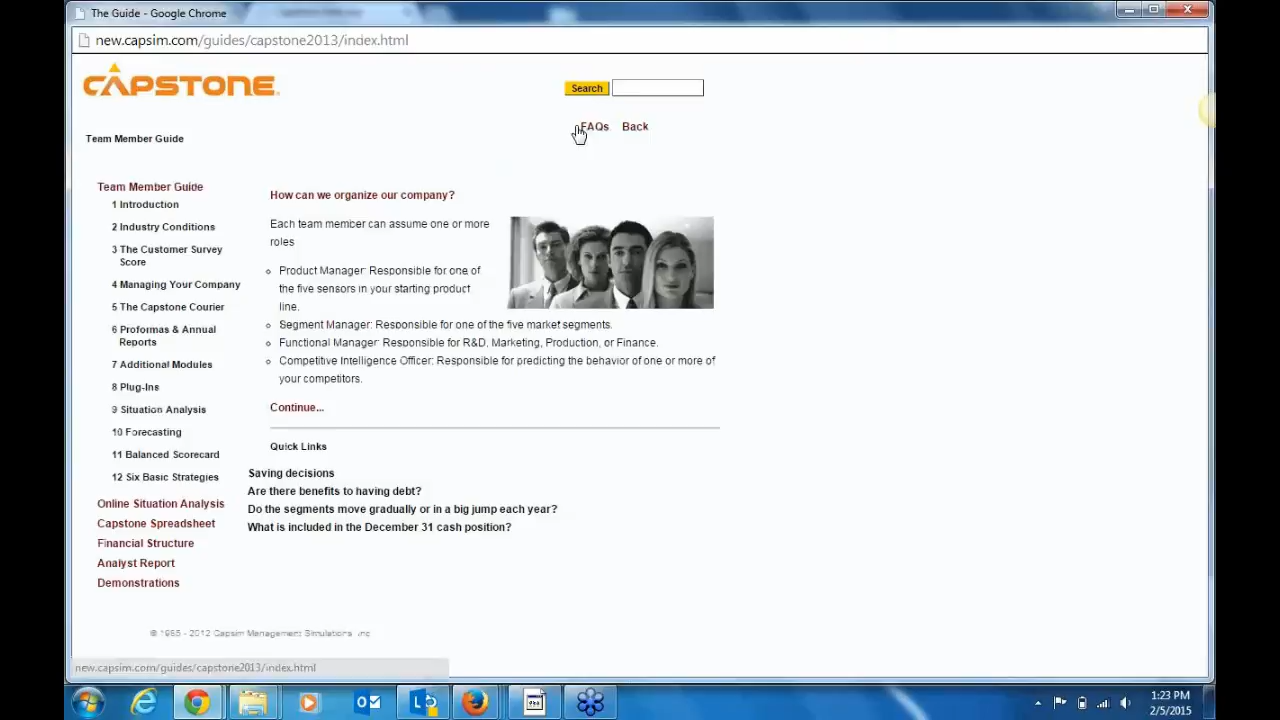 The Guide - Google Chrome
new.capsim.com/guides/capstone2013/index.html
CAPSTONE
Search
FAQs Back
Team Member Guide
Team Member Guide
1 Introduction
2 Industry Conditions
3 The Customer Survey
Score
4 Managing Your Company
5 The Capstone Courier
6 Proformas & Annual
Reports
7 Additional Modules
8 Plug-Ins
9 Situation Analysis
10 Forecasting
11 Balanced Scorecard
12 Six Basic Strategies
Online Situation Analysis
Capstone Spreadsheet
Financial Structure
Analyst Report
Demonstrations
How can we organize our company?
Each team member can assume one or more
roles
Product Manager: Responsible for one of
the five sensors in your starting product
line.
Segment Manager: Responsible for one of the five market segments.
Functional Manager: Responsible for R&D, Marketing, Production, or Finance.
Competitive Intelligence Officer: Responsible for predicting the behavior of one or more of
your competitors.
Continue...
Quick Links
Saving decisions
Are there benefits to having debt?
Do the segments move gradually or in a big jump each year?
What is included in the December 31 cash position?
© 1985 - 2012 Capsim Management Simulations, Inc
new.capsim.com/guides/capstone2013/index.html
1:23 PM
2/5/2015